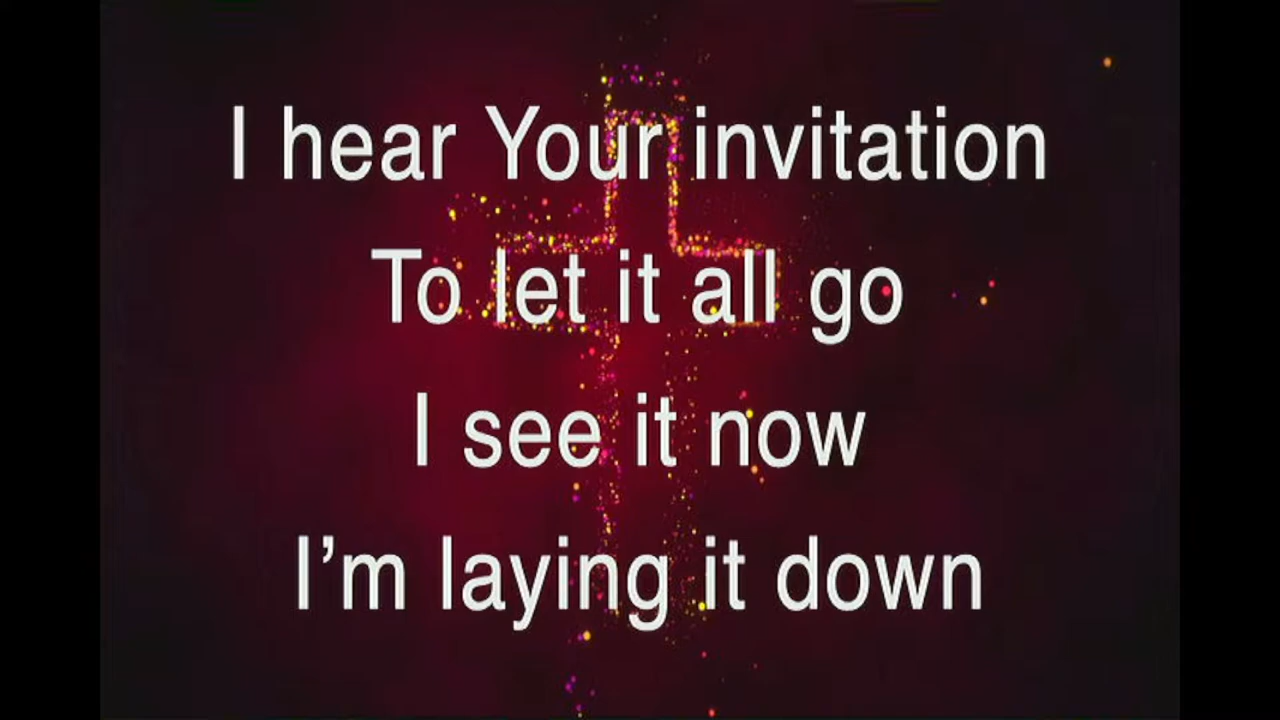 I hear Your invitation
To let it all go
I see it now
I’m laying it down